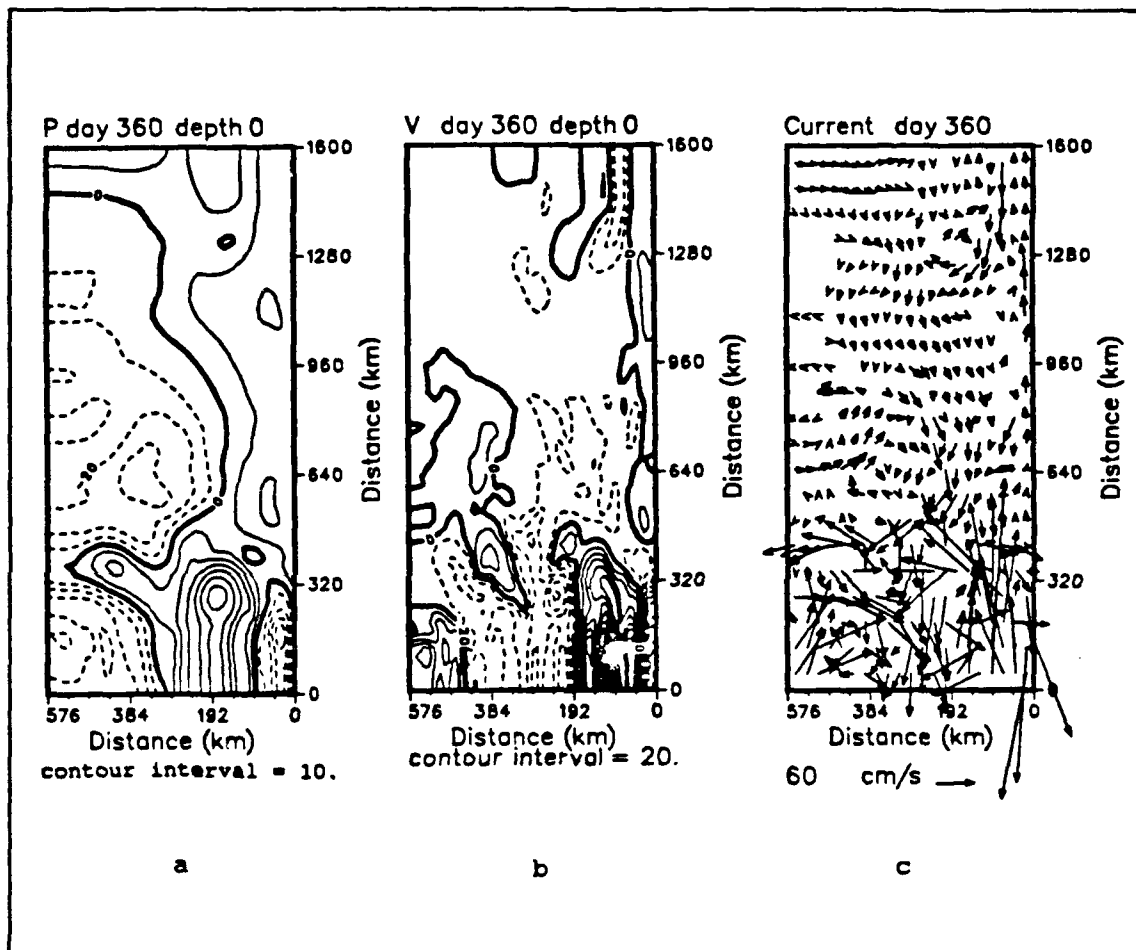 P day 360 depth 0
1600
1280
960
640
320
0
Distance (km)
576 384 192 0
Distance (km)
contour interval = 10.
a
V day 360 depth 0
1600
1280
960
640
320
0
Distance (km)
576 384 192 0
Distance (km)
contour interval = 20.
b
Current day 360
1600
1280
960
640
320
0
Distance (km)
576 384 192 0
Distance (km)
60 cm/s
c